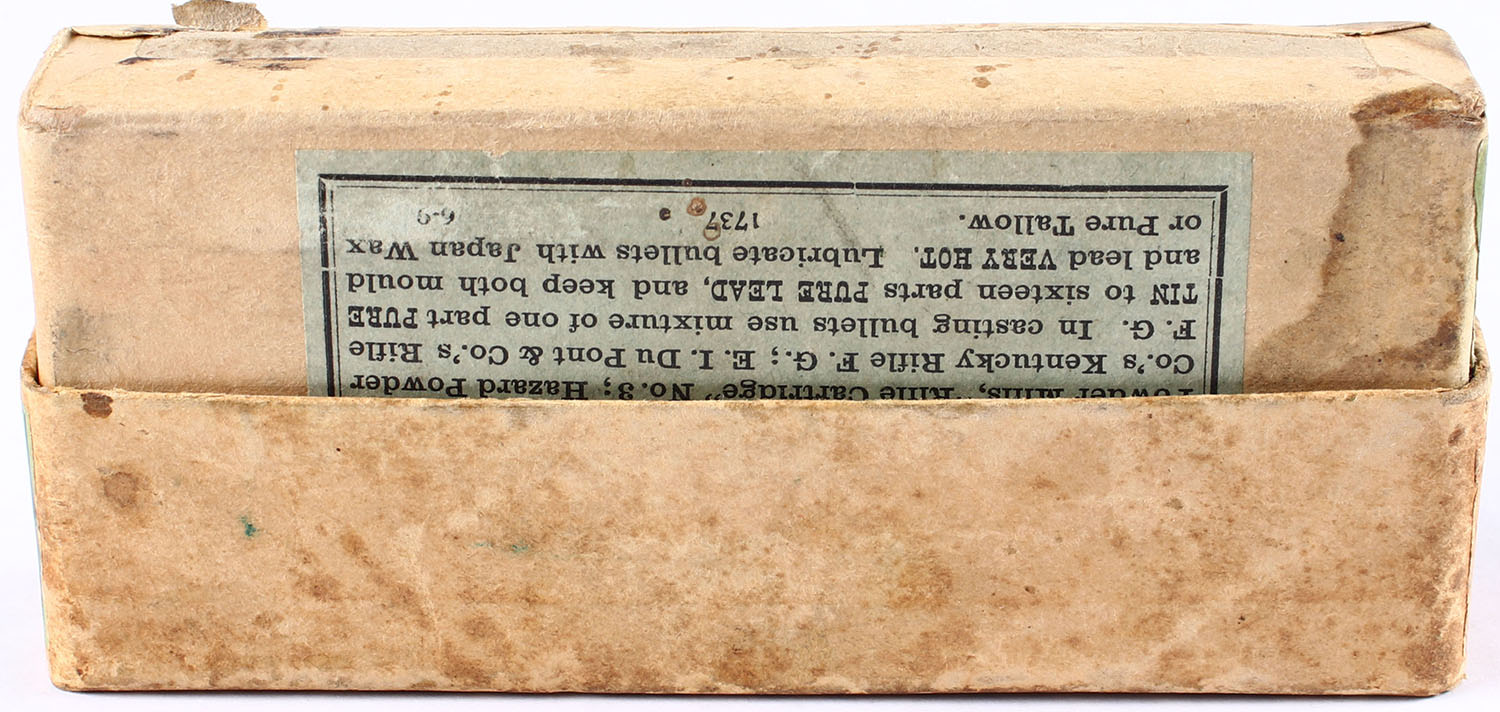 Powder Mills, "Rifle Cartridge" No. 3; Hazard Powder
Co.'s Kentucky Rifle F. G.; E. I. Du Pont & Co.'s Rifle
F. G. In casting bullets use mixture of one part PURE
TIN to sixteen parts PURE LEAD, and keep both mould
and lead VERY HOT. Lubricate bullets with Japan Wax
or Pure Tallow. 1737 6-9